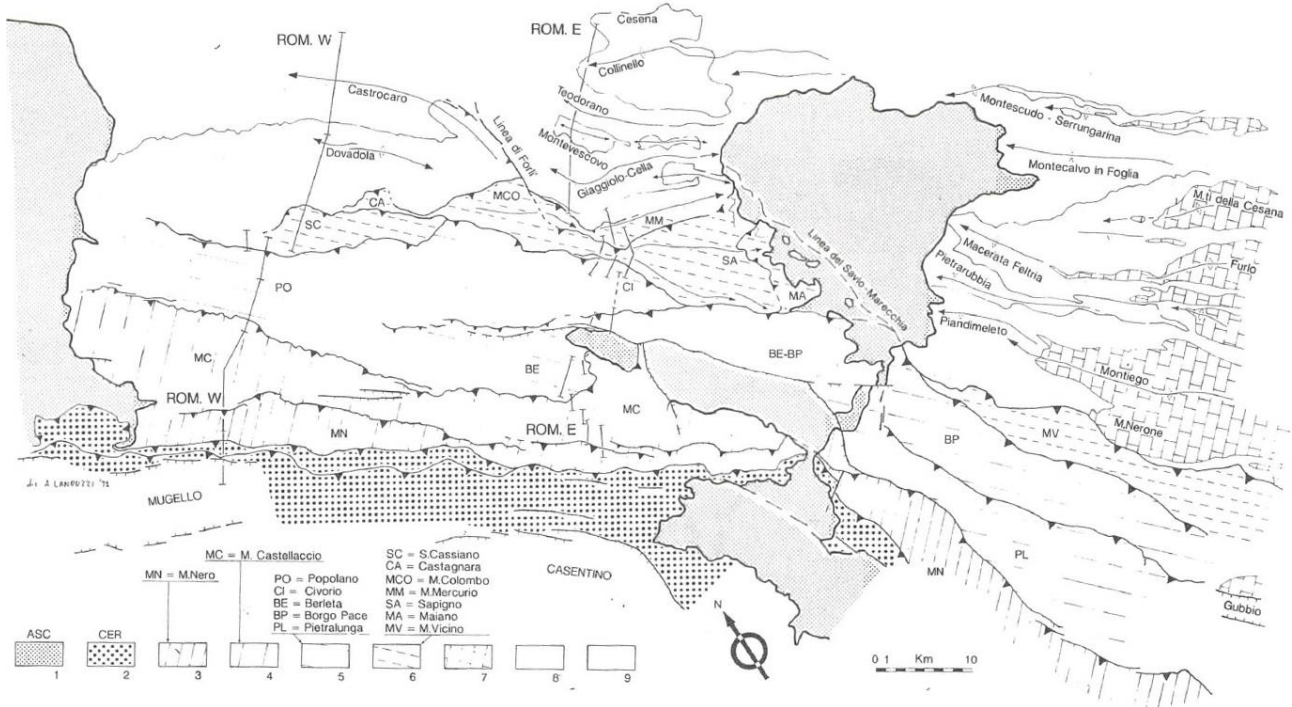 Cesena
ROM. W
ROM. E
Collinello
Castrocaro
Teodorano
Montescudo - Serrungarina
Linea di Forli'
Dovadola
Montevescovo
Montecalvo in Foglia
Giaggiolo-Cella
CA
MCO
M.ti della Cesana
SC
MM
Linea del Savio-Marecchia
Macerata Feltria
Furlo
SA
Pietrarubbia
PO
CI
MA
Piandimeleto
MC
BE
BE-BP
Montiego
ROM. W
MC
MN
ROM. E
BP
MV
M.Nerone
di A. LANDUZZI '91
MUGELLO
MC = M. Castellaccio
SC = S.Cassiano
CA = Castagnara
MN = M.Nero
PO = Popolano
MCO = M.Colombo
CI = Civorio
MM = M.Mercurio
BE = Berleta
SA = Sapigno
BP = Borgo Pace
MA = Maiano
PL = Pietralunga
MV = M.Vicino
CASENTINO
MN
PL
Gubbio
N
ASC
CER
0 1 Km 10
1 2 3 4 5 6 7 8 9